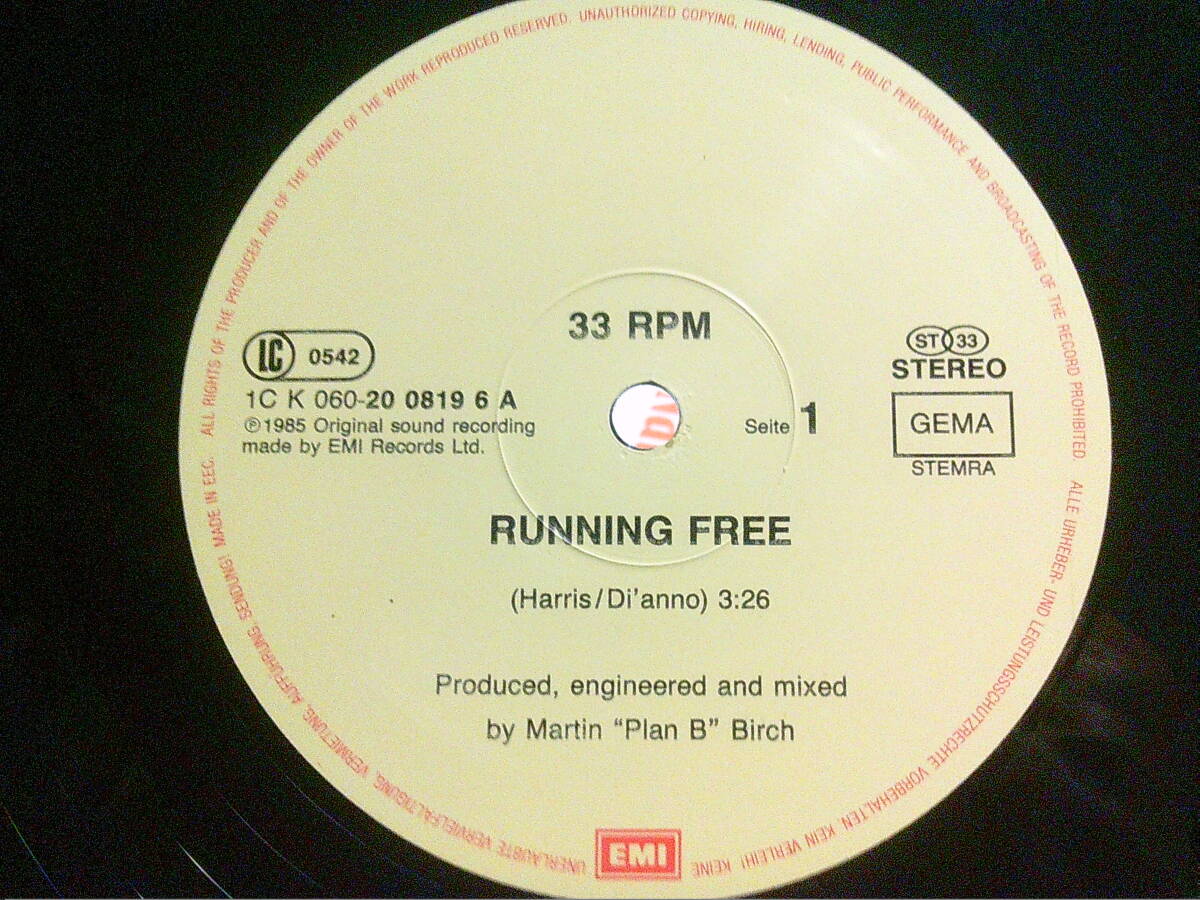 ALL RIGHTS OF THE PRODUCER AND OF THE OWNER OF THE WORK REPRODUCED RESERVED. UNAUTHORIZED COPYING, HIRING, LENDING, PUBLIC PERFORMANCE AND BROADCASTING OF THE RECORD PROHIBITED.
ALLE URHEBER- UND LEISTUNGSSCHUTZRECHTE VORBEHALTEN. KEIN VERLEIH! KEINE
UNERLAUBTE VERVIELFÄLTIGUNG, VERMIETUNG, AUFFÜHRUNG, SENDUNG! MADE IN EEC.
33 RPM
LC 0542
1C K 060-20 0819 6 A
℗1985 Original sound recording
made by EMI Records Ltd.
Seite 1
ST 33
STEREO
GEMA
STEMRA
RUNNING FREE
(Harris/Di'anno) 3:26
Produced, engineered and mixed
by Martin “Plan B” Birch
EMI